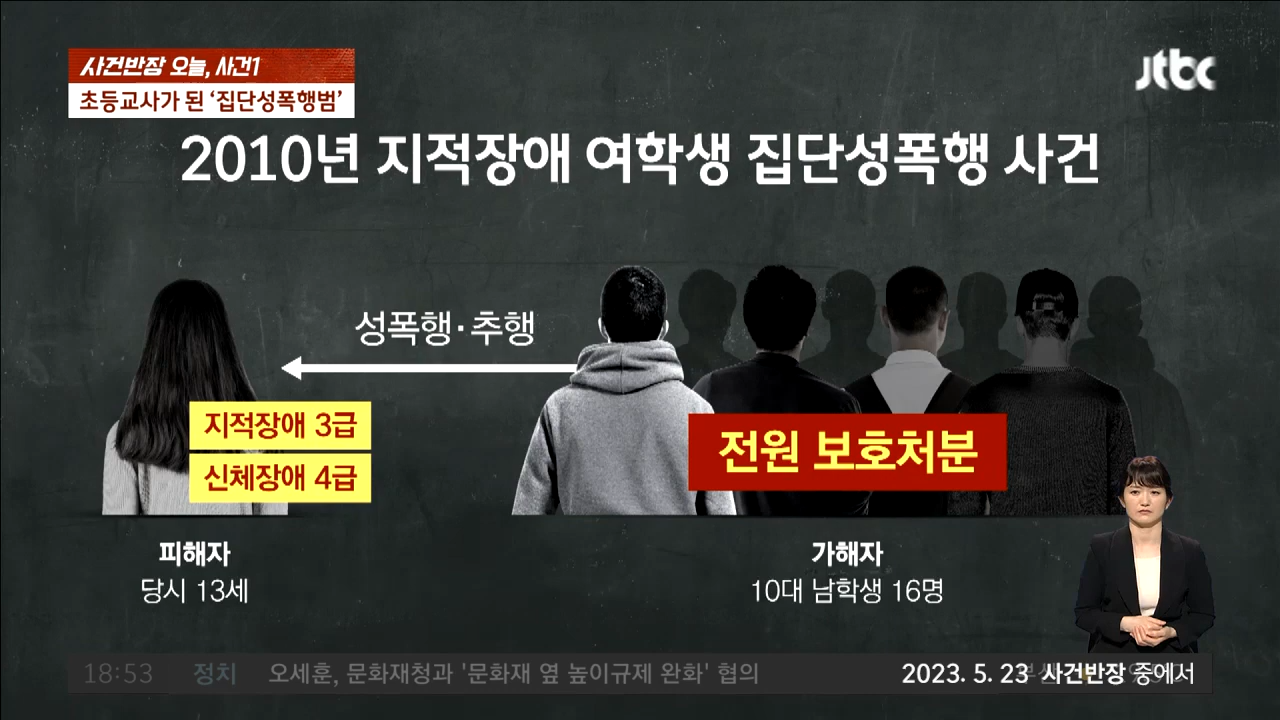 사건반장 오늘, 사건1
초등교사가 된 '집단성폭행범'
jtbc
2010년 지적장애 여학생 집단성폭행 사건
성폭행·추행
지적장애 3급
신체장애 4급
전원 보호처분
피해자
당시 13세
가해자
10대 남학생 16명
18:53 정치 오세훈, 문화재청과 '문화재 옆 높이규제 완화' 협의
2023. 5. 23 사건반장 중에서